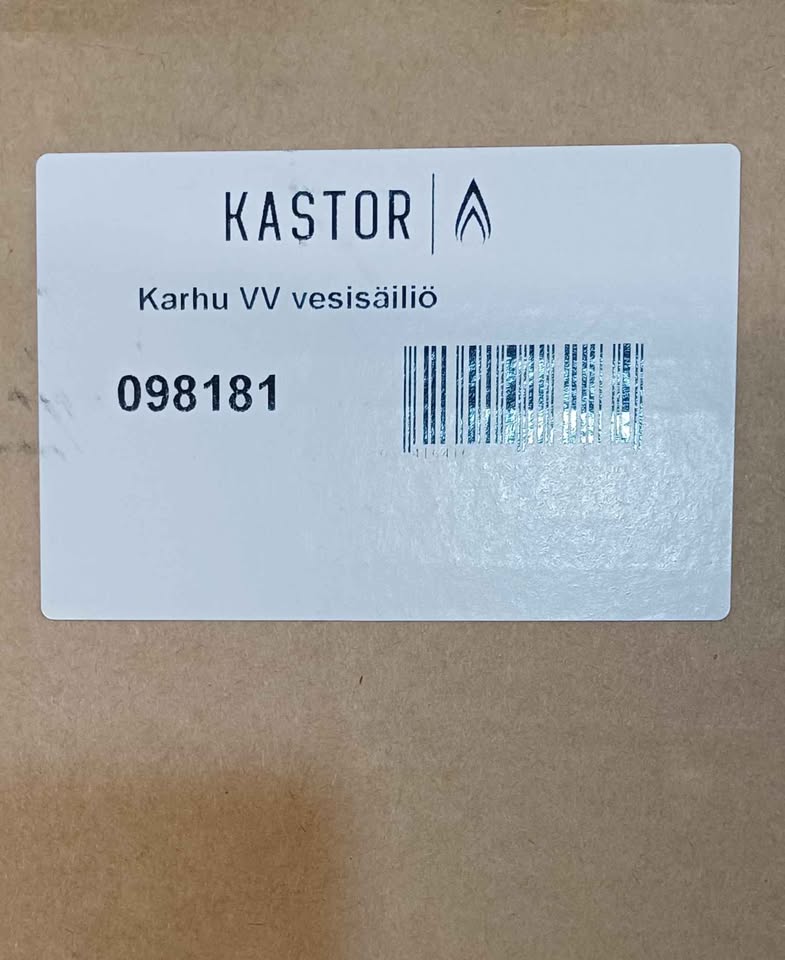 KASTOR
Karhu VV vesisäiliö
098181